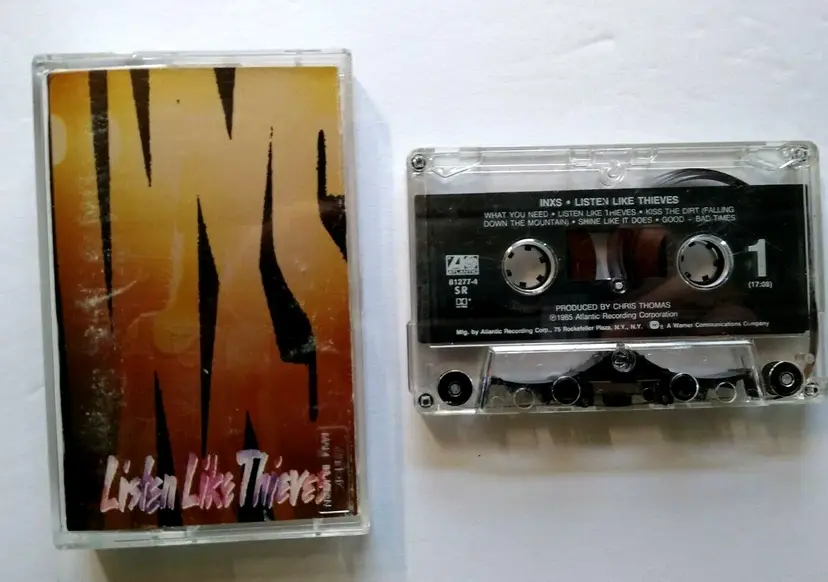 INXS
Listen Like Thieves
INXS • LISTEN LIKE THIEVES
WHAT YOU NEED • LISTEN LIKE THIEVES • KISS THE DIRT (FALLING
DOWN THE MOUNTAIN) • SHINE LIKE IT DOES • GOOD + BAD TIMES
ATLANTIC
81277-4
SR
1
(17:08)
PRODUCED BY CHRIS THOMAS
℗1985 Atlantic Recording Corporation
Mfg. by Atlantic Recording Corp., 75 Rockefeller Plaza, N.Y., N.Y. A Warner Communications Company